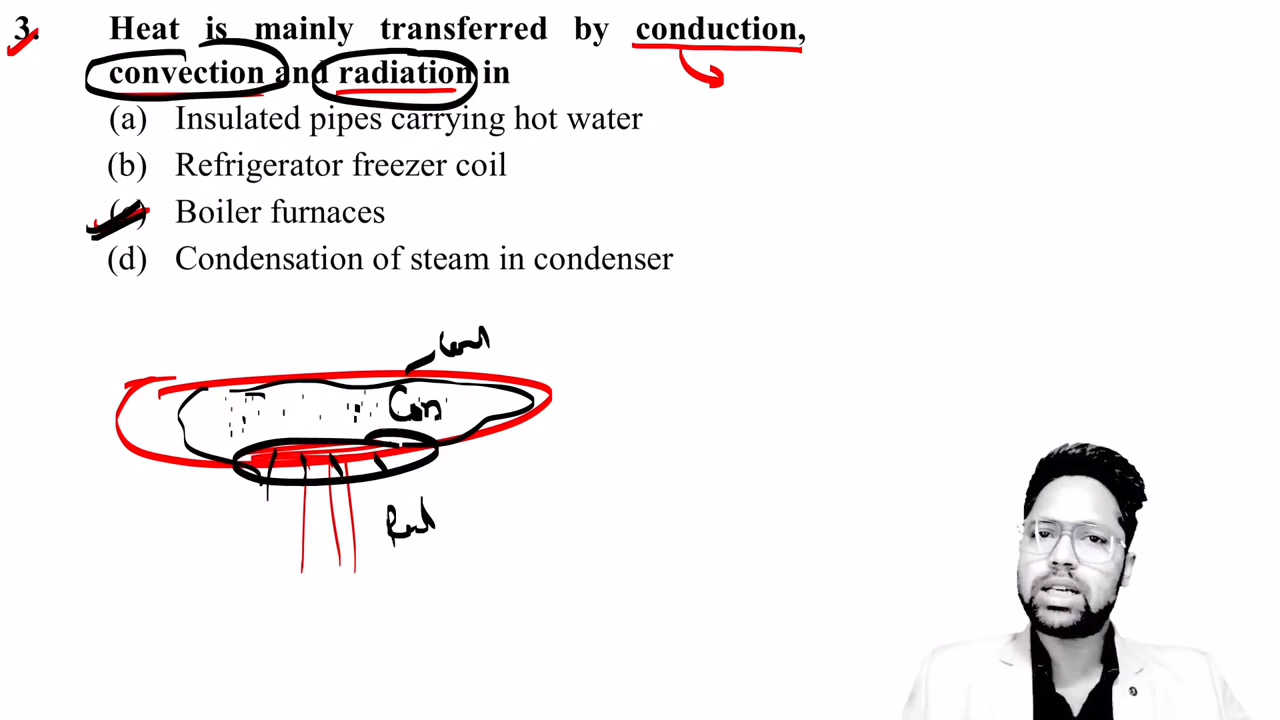 3. Heat is mainly transferred by conduction,
convection and radiation in
(a) Insulated pipes carrying hot water
(b) Refrigerator freezer coil
(c) Boiler furnaces
(d) Condensation of steam in condenser
Con